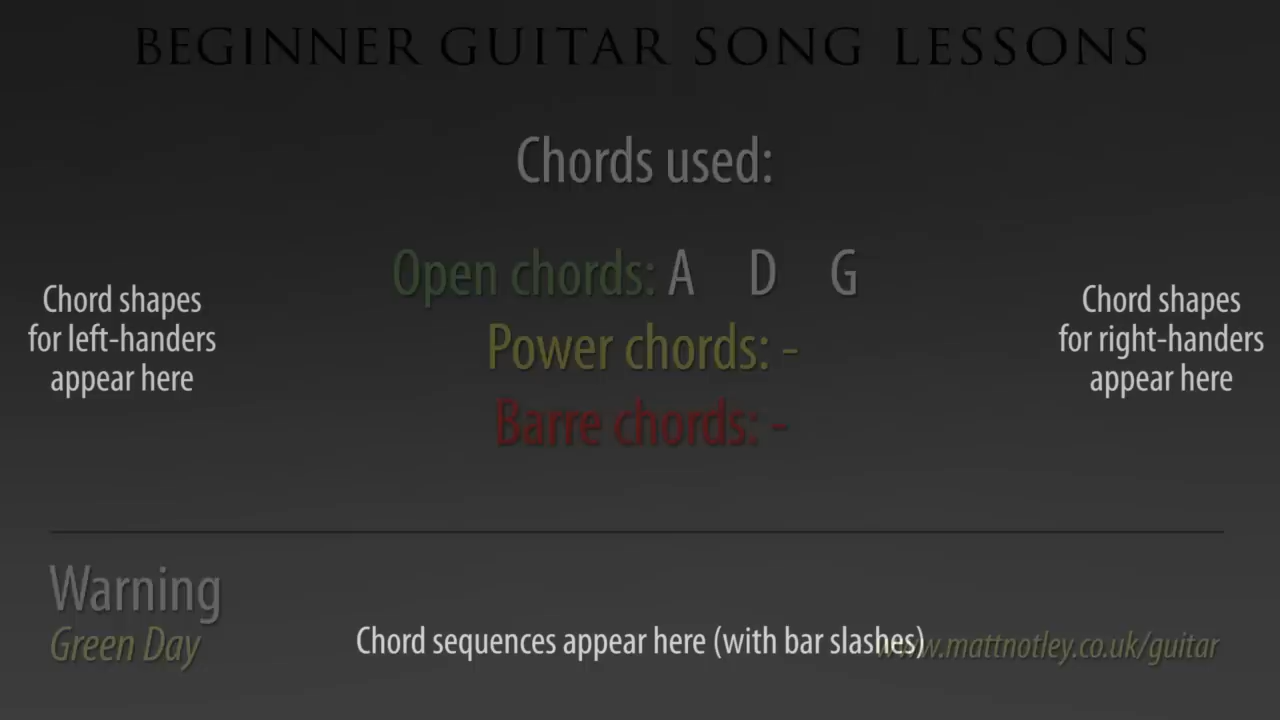 BEGINNER GUITAR SONG LESSONS
Chords used:
Open chords: A D G
Power chords: -
Barre chords: -
Chord shapes
for left-handers
appear here
Chord shapes
for right-handers
appear here
Warning
Green Day
Chord sequences appear here (with bar slashes)
www.mattnotley.co.uk/guitar